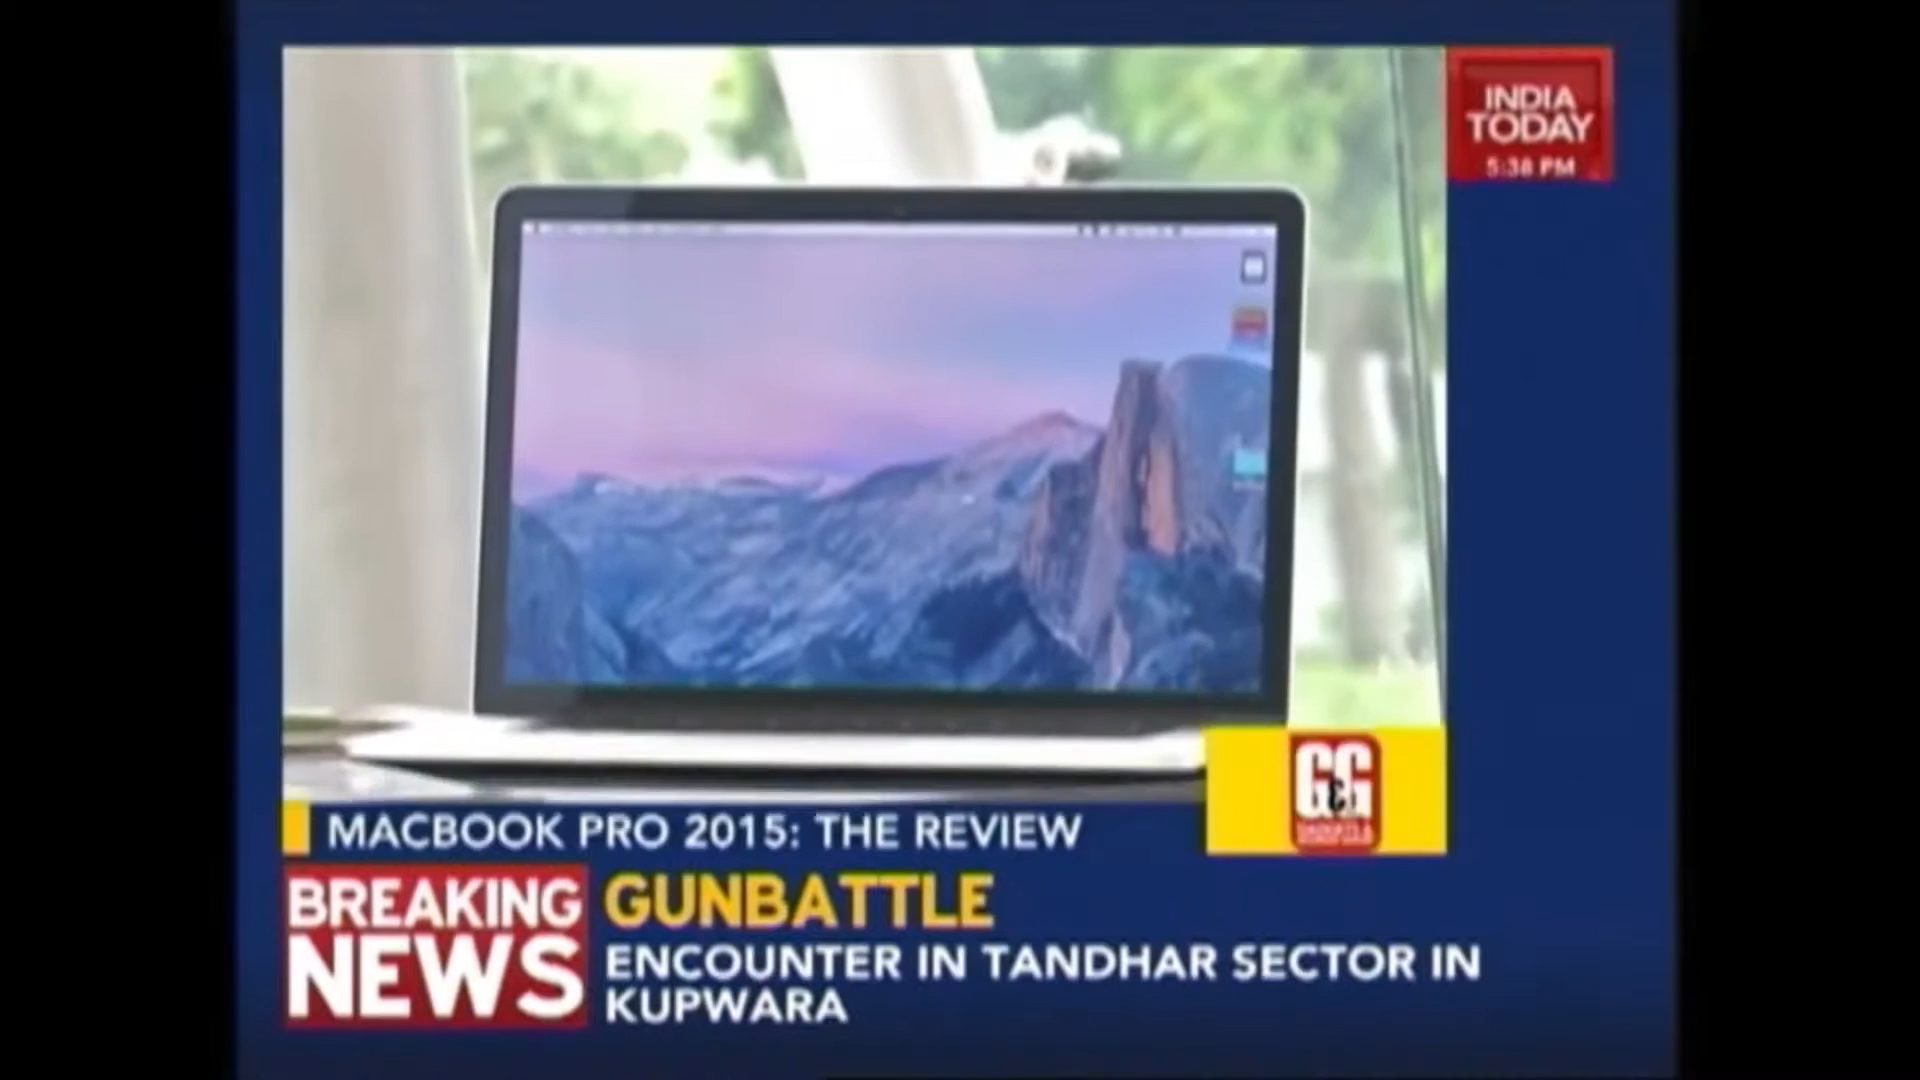 INDIA
TODAY
5:38 PM
G&G
MACBOOK PRO 2015: THE REVIEW
BREAKING
NEWS
GUNBATTLE
ENCOUNTER IN TANDHAR SECTOR IN
KUPWARA